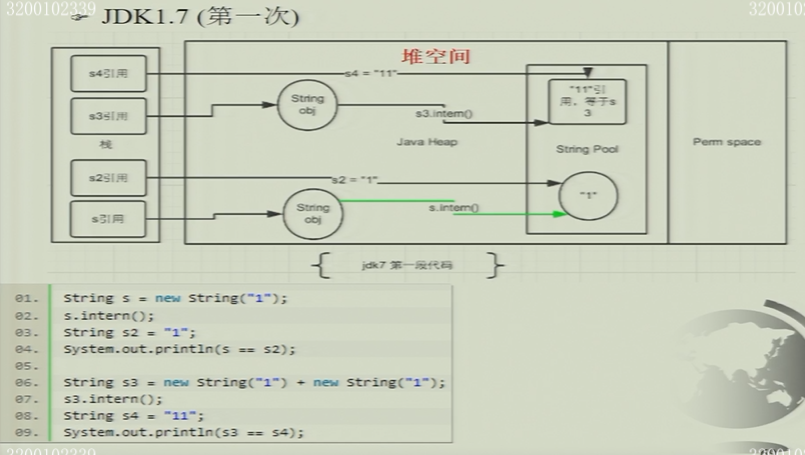 3200102339
☞ JDK1.7 (第一次)
堆空间
s4引用
s4 = "11"
"11"引
用，等于s
3
s3引用
String
obj
s3.intern()
栈
Java Heap
String Pool
Perm space
s2引用
s2 = "1"
"1"
s引用
String
obj
s.intern()
{ jdk7 第一段代码 }
01. String s = new String("1");
02. s.intern();
03. String s2 = "1";
04. System.out.println(s == s2);
05.
06. String s3 = new String("1") + new String("1");
07. s3.intern();
08. String s4 = "11";
09. System.out.println(s3 == s4);